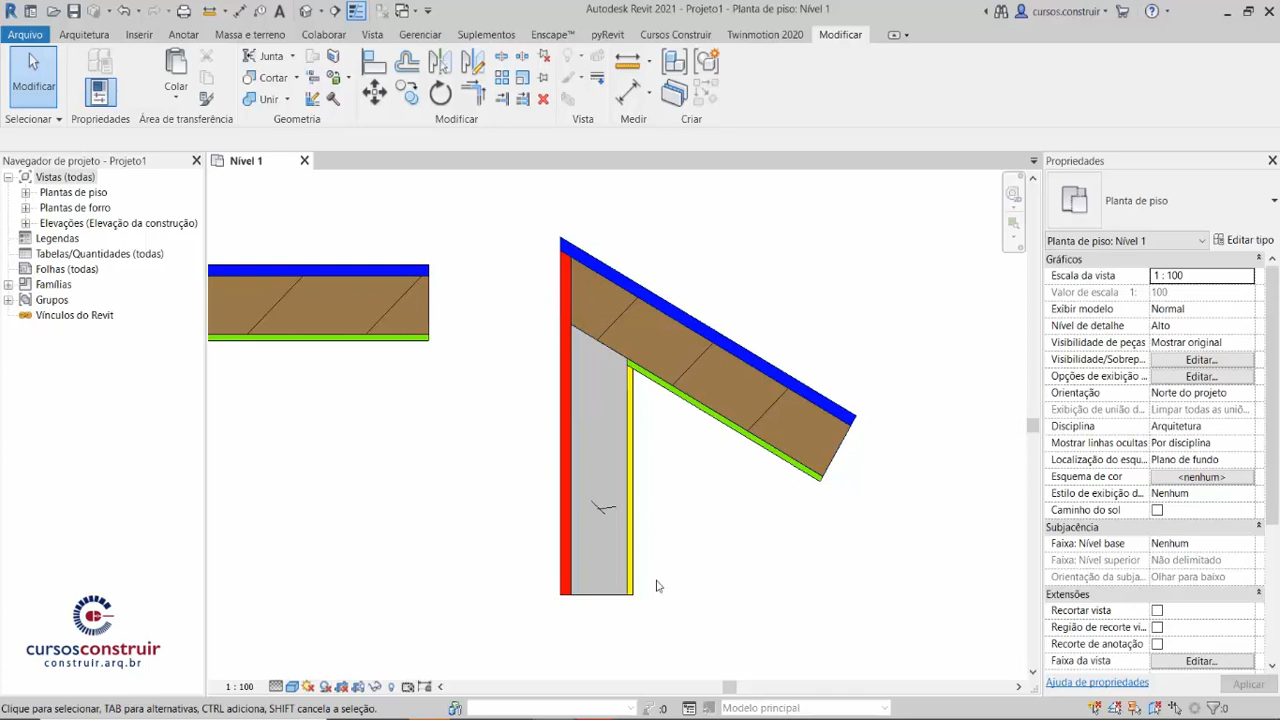 Autodesk Revit 2021 - Projeto1 - Planta de piso: Nível 1
cursos.construir
Arquivo Arquitetura Inserir Anotar Massa e terreno Colaborar Vista Gerenciar Suplementos Enscape™ pyRevit Cursos Construir Twinmotion 2020 Modificar
Modificar
Selecionar
Propriedades
Colar
Área de transferência
Junta
Cortar
Unir
Geometria
Modificar
Vista
Medir
Criar
Navegador de projeto - Projeto1
Vistas (todas)
Plantas de piso
Plantas de forro
Elevações (Elevação da construção)
Legendas
Tabelas/Quantidades (todas)
Folhas (todas)
Famílias
Grupos
Vínculos do Revit
cursosconstruir
construir.arq.br
Nível 1
1 : 100
Propriedades
Planta de piso
Planta de piso: Nível 1
Editar tipo
Gráficos
Escala da vista 1 : 100
Valor de escala 1: 100
Exibir modelo Normal
Nível de detalhe Alto
Visibilidade de peças Mostrar original
Visibilidade/Sobrep... Editar...
Opções de exibição ... Editar...
Orientação Norte do projeto
Exibição de união d... Limpar todas as uniõ...
Disciplina Arquitetura
Mostrar linhas ocultas Por disciplina
Localização do esqu... Plano de fundo
Esquema de cor <nenhum>
Estilo de exibição d... Nenhum
Caminho do sol
Subjacência
Faixa: Nível base Nenhum
Faixa: Nível superior Não delimitado
Orientação da subja... Olhar para baixo
Extensões
Recortar vista
Região de recorte vi...
Recorte de anotação
Faixa da vista Editar...
Ajuda de propriedades
Aplicar
Clique para selecionar, TAB para alternativas, CTRL adiciona, SHIFT cancela a seleção.
:0
Modelo principal
:0